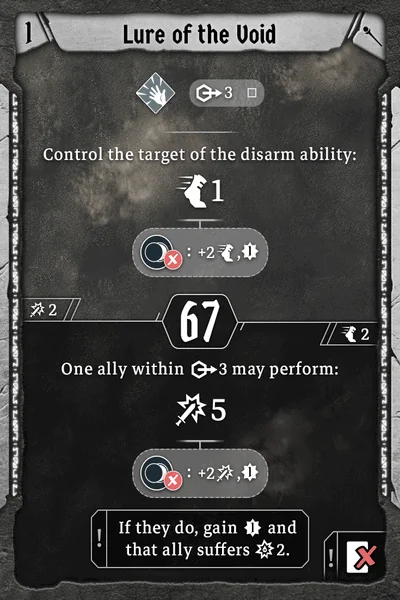 1
Lure of the Void
3
Control the target of the disarm ability:
1
: +2 ,
2
67
2
One ally within 3 may perform:
5
: +2 ,
! If they do, gain and
that ally suffers 2.
!